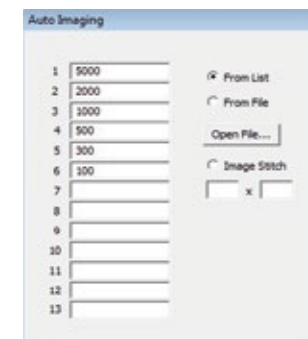 Auto Imaging
1 5000
2 2000
3 1000
4 500
5 300
6 100
7
8
9
10
11
12
13
From List
From File
Open File...
Image Stitch
x